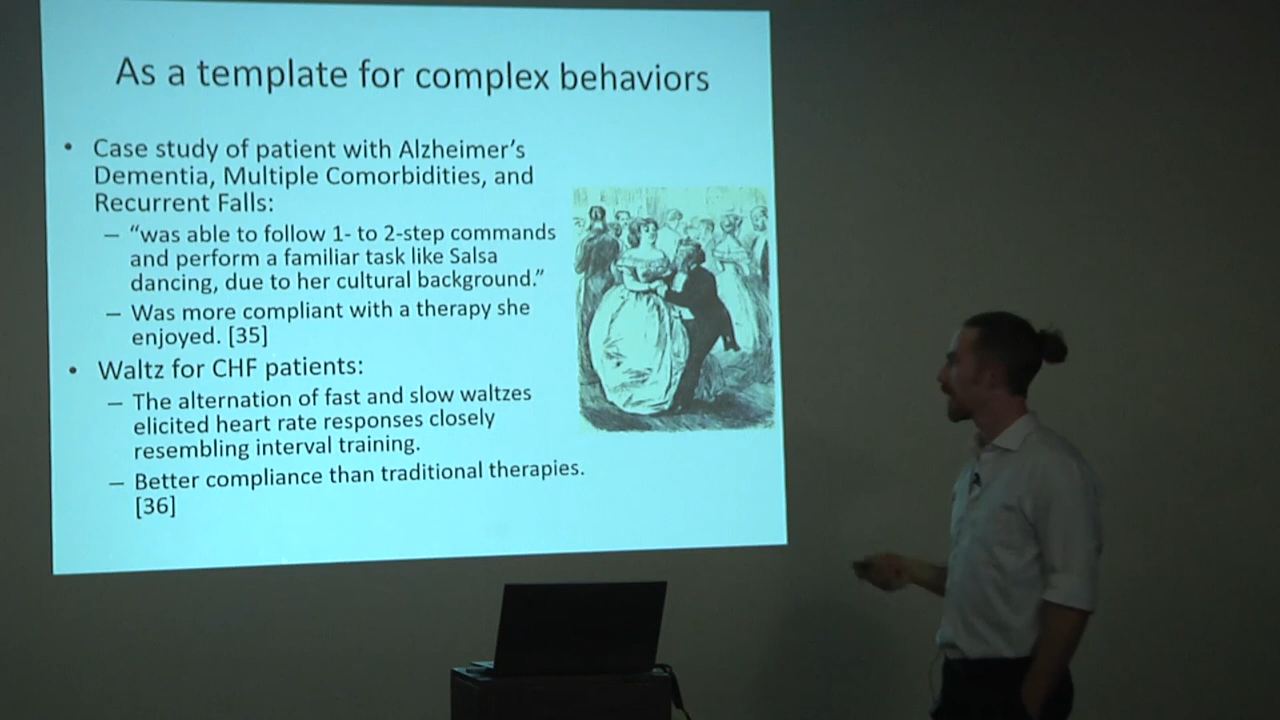 As a template for complex behaviors
• Case study of patient with Alzheimer's
Dementia, Multiple Comorbidities, and
Recurrent Falls:
– “was able to follow 1- to 2-step commands
and perform a familiar task like Salsa
dancing, due to her cultural background.”
– Was more compliant with a therapy she
enjoyed. [35]
• Waltz for CHF patients:
– The alternation of fast and slow waltzes
elicited heart rate responses closely
resembling interval training.
– Better compliance than traditional therapies.
[36]